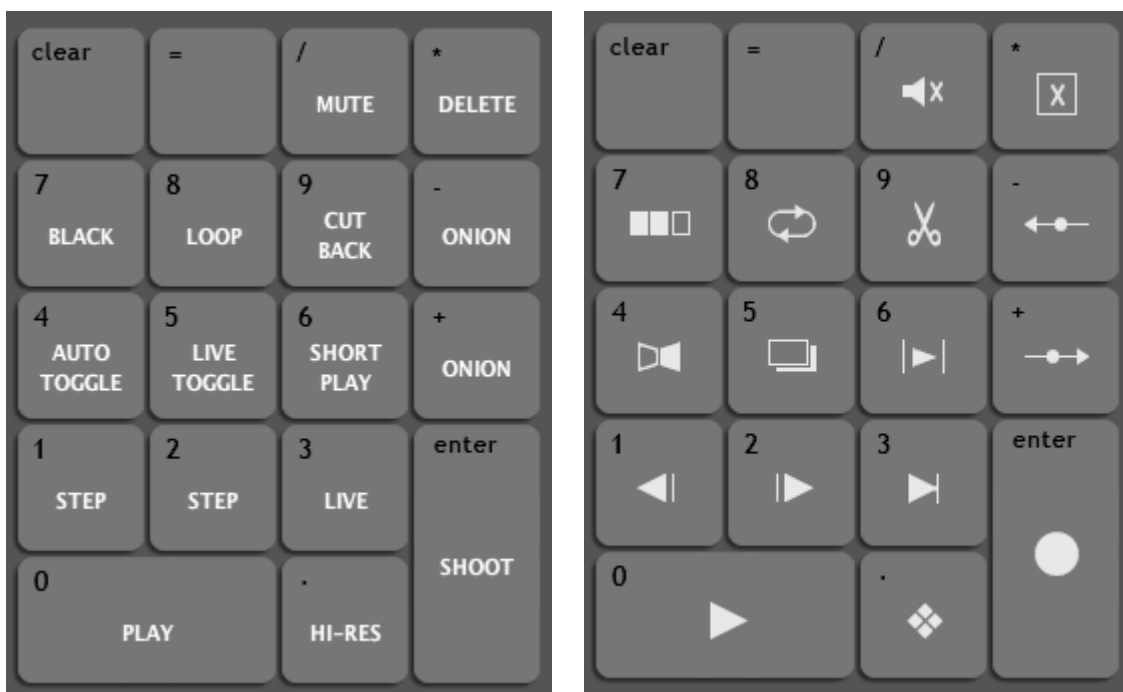 clear = / *
MUTE DELETE
7 8 9 -
BLACK LOOP CUT BACK ONION
4 5 6 +
AUTO TOGGLE LIVE TOGGLE SHORT PLAY ONION
1 2 3 enter
STEP STEP LIVE
SHOOT
0 .
PLAY HI-RES
clear = / *
X X
7 8 9 -
4 5 6 +
1 2 3 enter
0 .